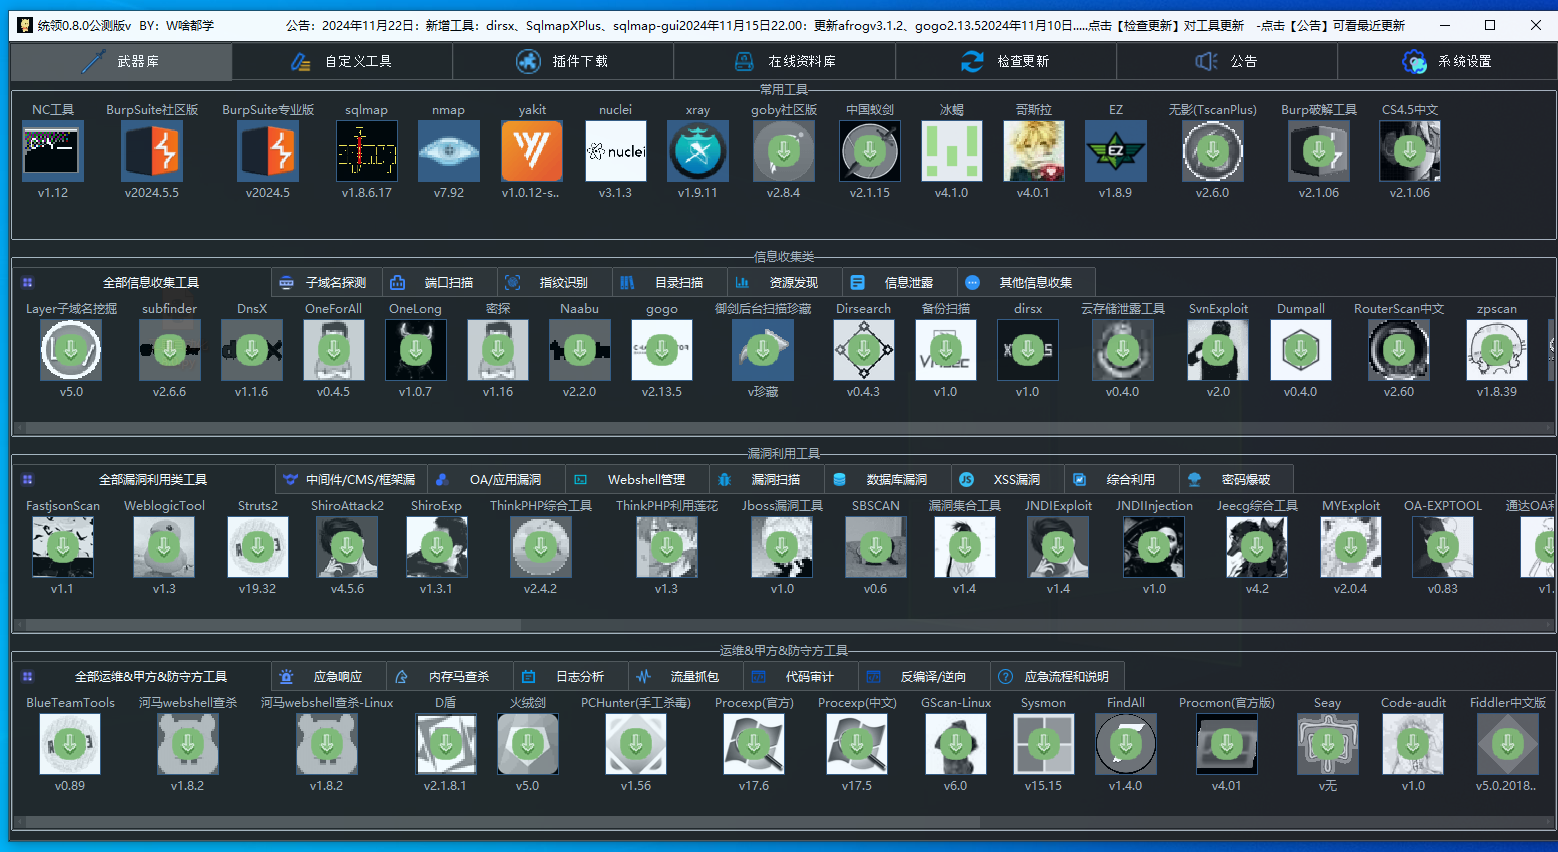 统领0.8.0公测版v BY：W啥都学 公告：2024年11月22日：新增工具：dirsx、SqlmapXPlus、sqlmap-gui2024年11月15日22.00：更新afrogv3.1.2、gogo2.13.52024年11月10日.....点击【检查更新】对工具更新 -点击【公告】可看最近更新
武器库 自定义工具 插件下载 在线资料库 检查更新 公告 系统设置
常用工具
NC工具 BurpSuite社区版 BurpSuite专业版 sqlmap nmap yakit nuclei xray goby社区版 中国蚁剑 冰蝎 哥斯拉 EZ 无影(TscanPlus) Burp破解工具 CS4.5中文
nuclei EZ
v1.12 v2024.5.5 v2024.5 v1.8.6.17 v7.92 v1.0.12-s.. v3.1.3 v1.9.11 v2.8.4 v2.1.15 v4.1.0 v4.0.1 v1.8.9 v2.6.0 v2.1.06 v2.1.06
信息收集类
全部信息收集工具 子域名探测 端口扫描 指纹识别 目录扫描 资源发现 信息泄露 其他信息收集
Layer子域名挖掘 subfinder DnsX OneForAll OneLong 密探 Naabu gogo 御剑后台扫描珍藏 Dirsearch 备份扫描 dirsx 云存储泄露工具 SvnExploit Dumpall RouterScan中文 zpscan
v5.0 v2.6.6 v1.1.6 v0.4.5 v1.0.7 v1.16 v2.2.0 v2.13.5 v珍藏 v0.4.3 v1.0 v1.0 v0.4.0 v2.0 v0.4.0 v2.60 v1.8.39
漏洞利用工具
全部漏洞利用类工具 中间件/CMS/框架漏 OA/应用漏洞 Webshell管理 漏洞扫描 数据库漏洞 JS XSS漏洞 综合利用 密码爆破
FastjsonScan WeblogicTool Struts2 ShiroAttack2 ShiroExp ThinkPHP综合工具 ThinkPHP利用莲花 Jboss漏洞工具 SBSCAN 漏洞集合工具 JNDIExploit JNDIInjection Jeecg综合工具 MYExploit OA-EXPTOOL 通达OA利
v1.1 v1.3 v19.32 v4.5.6 v1.3.1 v2.4.2 v1.3 v1.0 v0.6 v1.4 v1.4 v1.0 v4.2 v2.0.4 v0.83 v1.
运维&甲方&防守方工具
全部运维&甲方&防守方工具 应急响应 内存马查杀 日志分析 流量抓包 代码审计 反编译/逆向 应急流程和说明
BlueTeamTools 河马webshell查杀 河马webshell查杀-Linux D盾 火绒剑 PCHunter(手工杀毒) Procexp(官方) Procexp(中文) GScan-Linux Sysmon FindAll Procmon(官方版) Seay Code-audit Fiddler中文版
v0.89 v1.8.2 v1.8.2 v2.1.8.1 v5.0 v1.56 v17.6 v17.5 v6.0 v15.15 v1.4.0 v4.01 v无 v1.0 v5.0.2018..